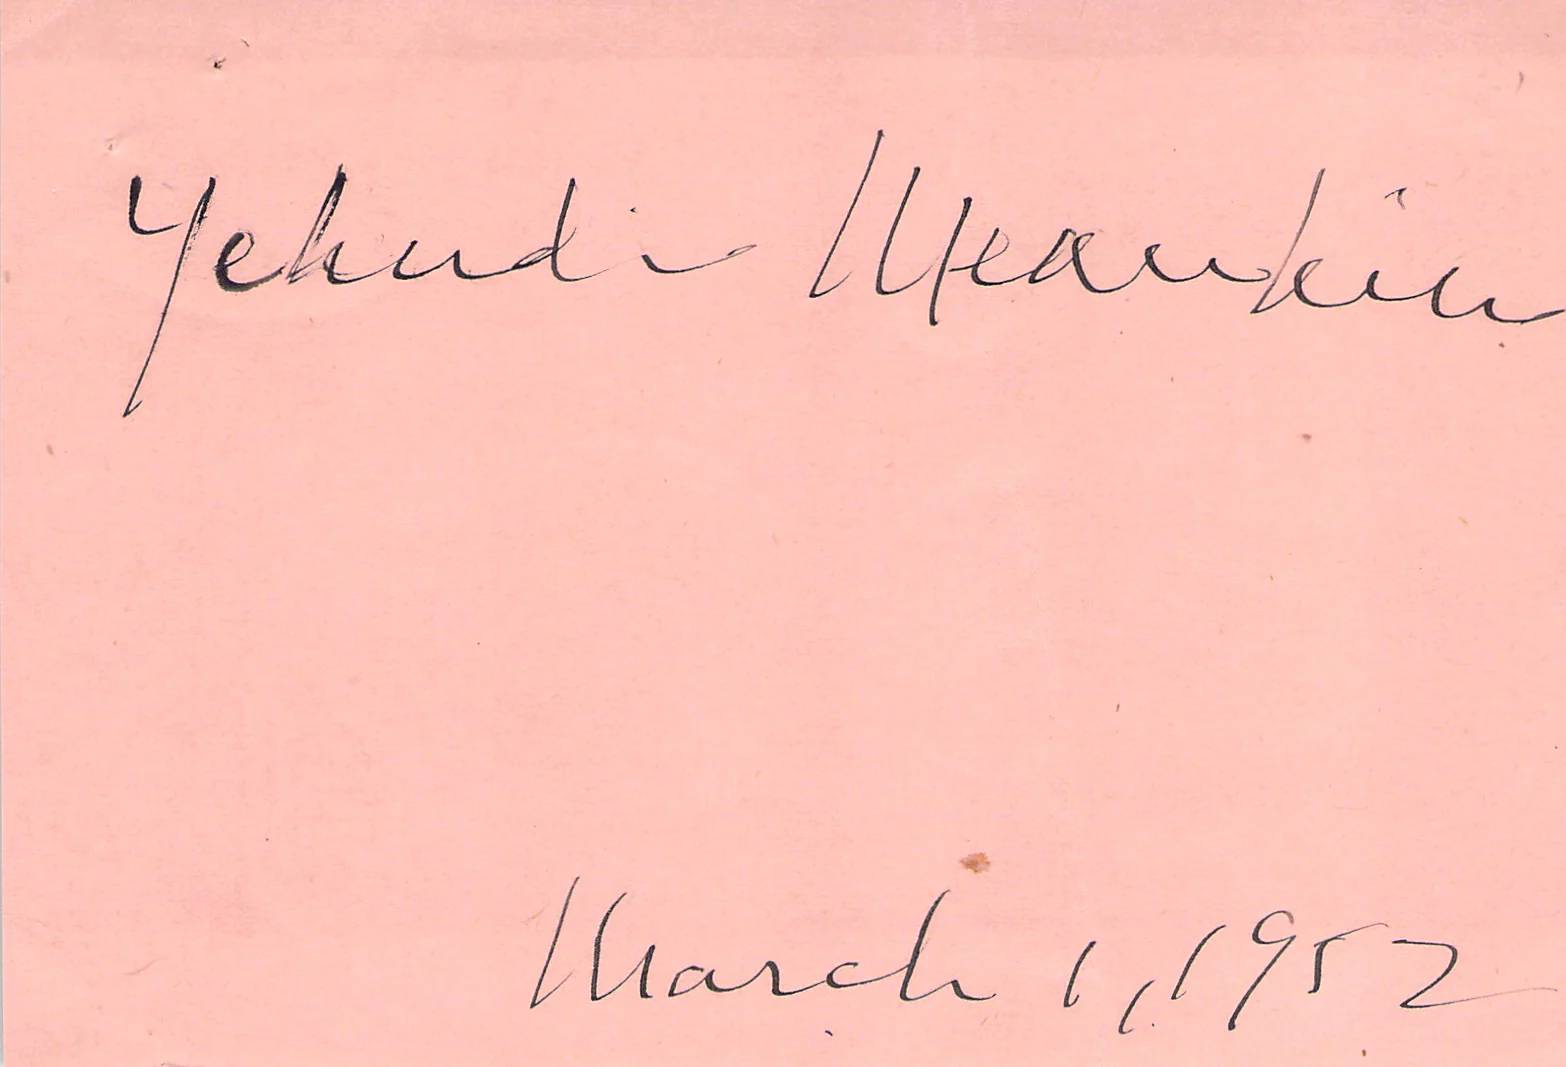 Yehudi Menuhin
March 1, 1952